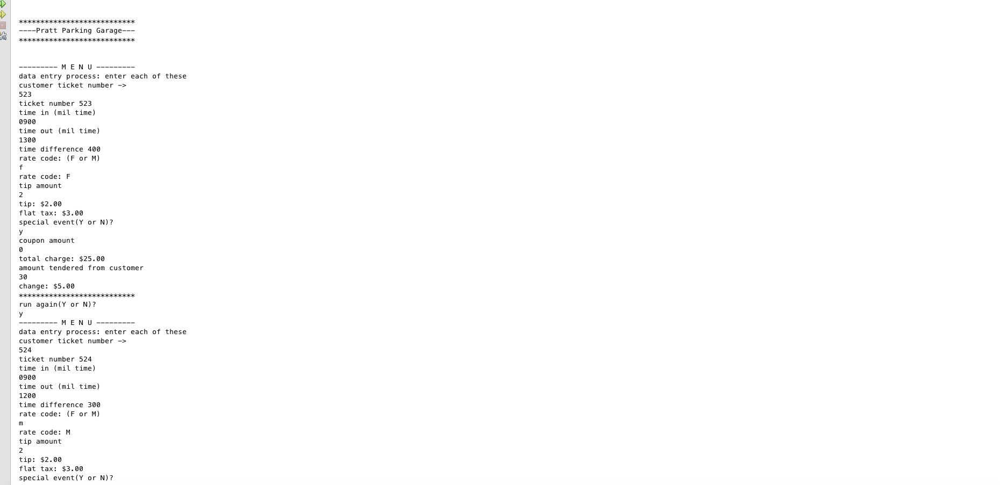 ***************************
----Pratt Parking Garage---
***************************
--------- M E N U ---------
data entry process: enter each of these
customer ticket number ->
523
ticket number 523
time in (mil time)
0900
time out (mil time)
1300
time difference 400
rate code: (F or M)
f
rate code: F
tip amount
2
tip: $2.00
flat tax: $3.00
special event(Y or N)?
y
coupon amount
0
total charge: $25.00
amount tendered from customer
30
change: $5.00
***************************
run again(Y or N)?
y
--------- M E N U ---------
data entry process: enter each of these
customer ticket number ->
524
ticket number 524
time in (mil time)
0900
time out (mil time)
1200
time difference 300
rate code: (F or M)
m
rate code: M
tip amount
2
tip: $2.00
flat tax: $3.00
special event(Y or N)?